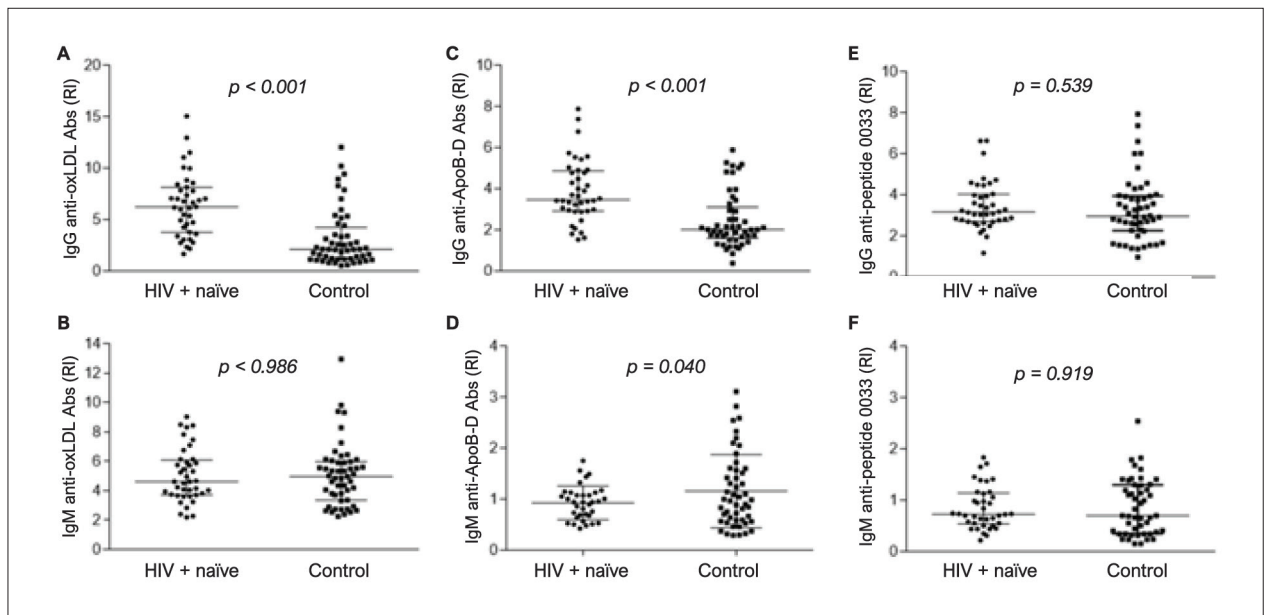 A
IgG anti-oxLDL Abs (RI)
20
15
10
5
0
p < 0.001
HIV + naïve Control
C
IgG anti-ApoB-D Abs (RI)
10
8
6
4
2
0
p < 0.001
HIV + naïve Control
E
IgG anti-peptide 0033 (RI)
10
8
6
4
2
0
p = 0.539
HIV + naïve Control
B
IgM anti-oxLDL Abs (RI)
14
12
10
8
6
4
2
0
p < 0.986
HIV + naïve Control
D
IgM anti-ApoB-D Abs (RI)
4
3
2
1
0
p = 0.040
HIV + naïve Control
F
IgM anti-peptide 0033 (RI)
4
3
2
1
0
p = 0.919
HIV + naïve Control